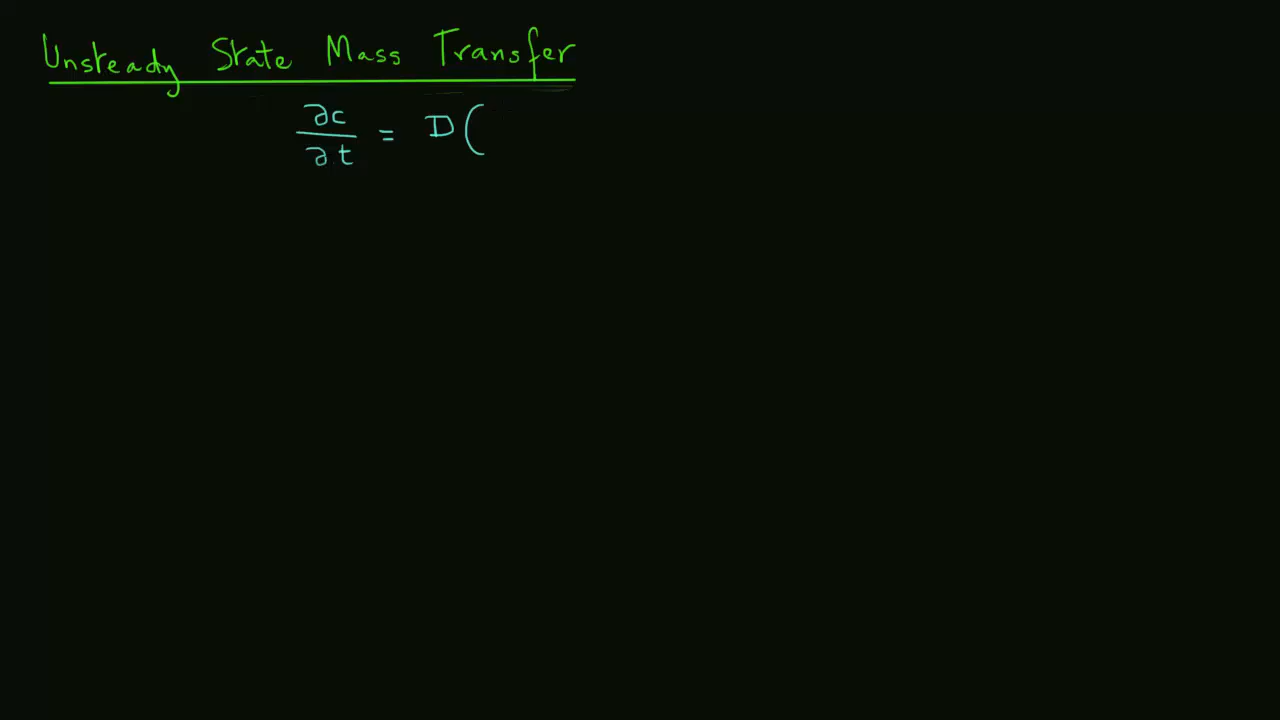 Unsteady State Mass Transfer
∂c/∂t = D(